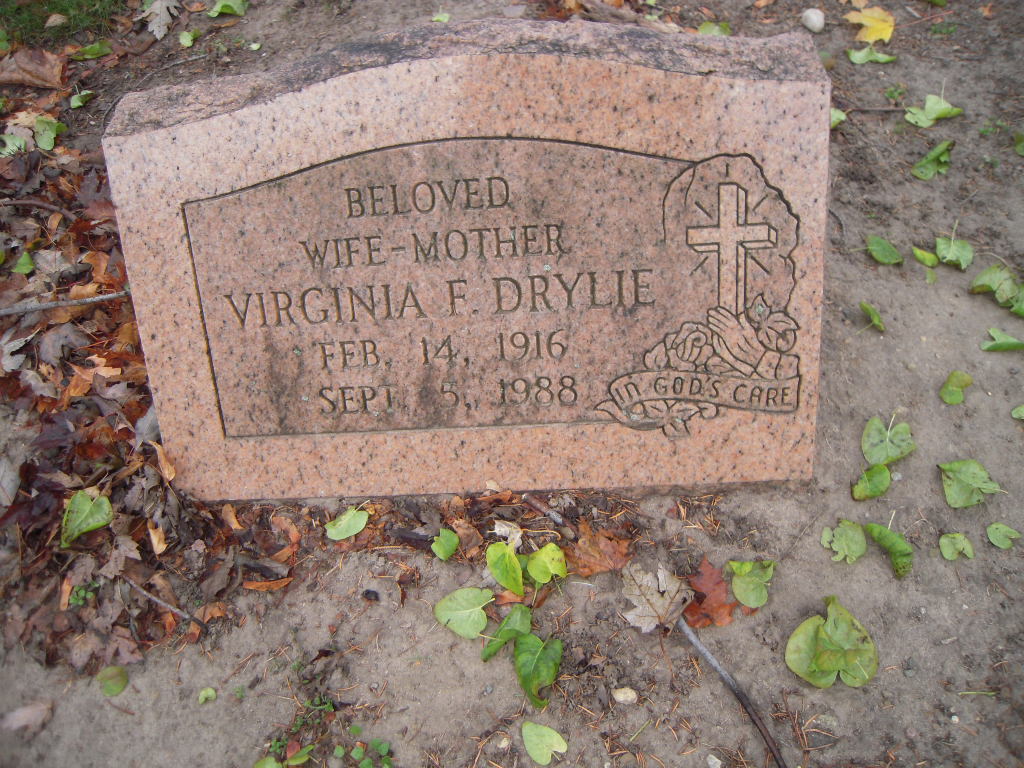 BELOVED
WIFE-MOTHER
VIRGINIA F. DRYLIE
FEB. 14, 1916
SEPT. 5, 1988
IN GOD'S CARE